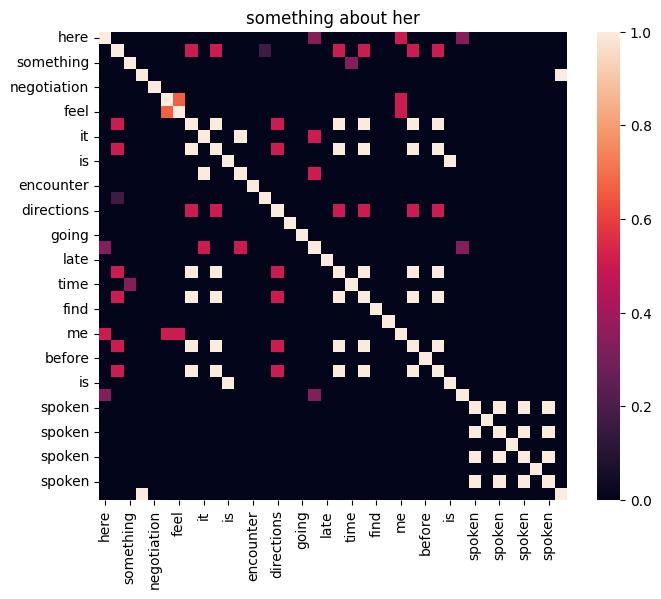 something about her
here
something
negotiation
feel
it
is
encounter
directions
going
late
time
find
me
before
is
spoken
spoken
spoken
spoken
here
something
negotiation
feel
it
is
encounter
directions
going
late
time
find
me
before
is
spoken
spoken
spoken
spoken
1.0
0.8
0.6
0.4
0.2
0.0